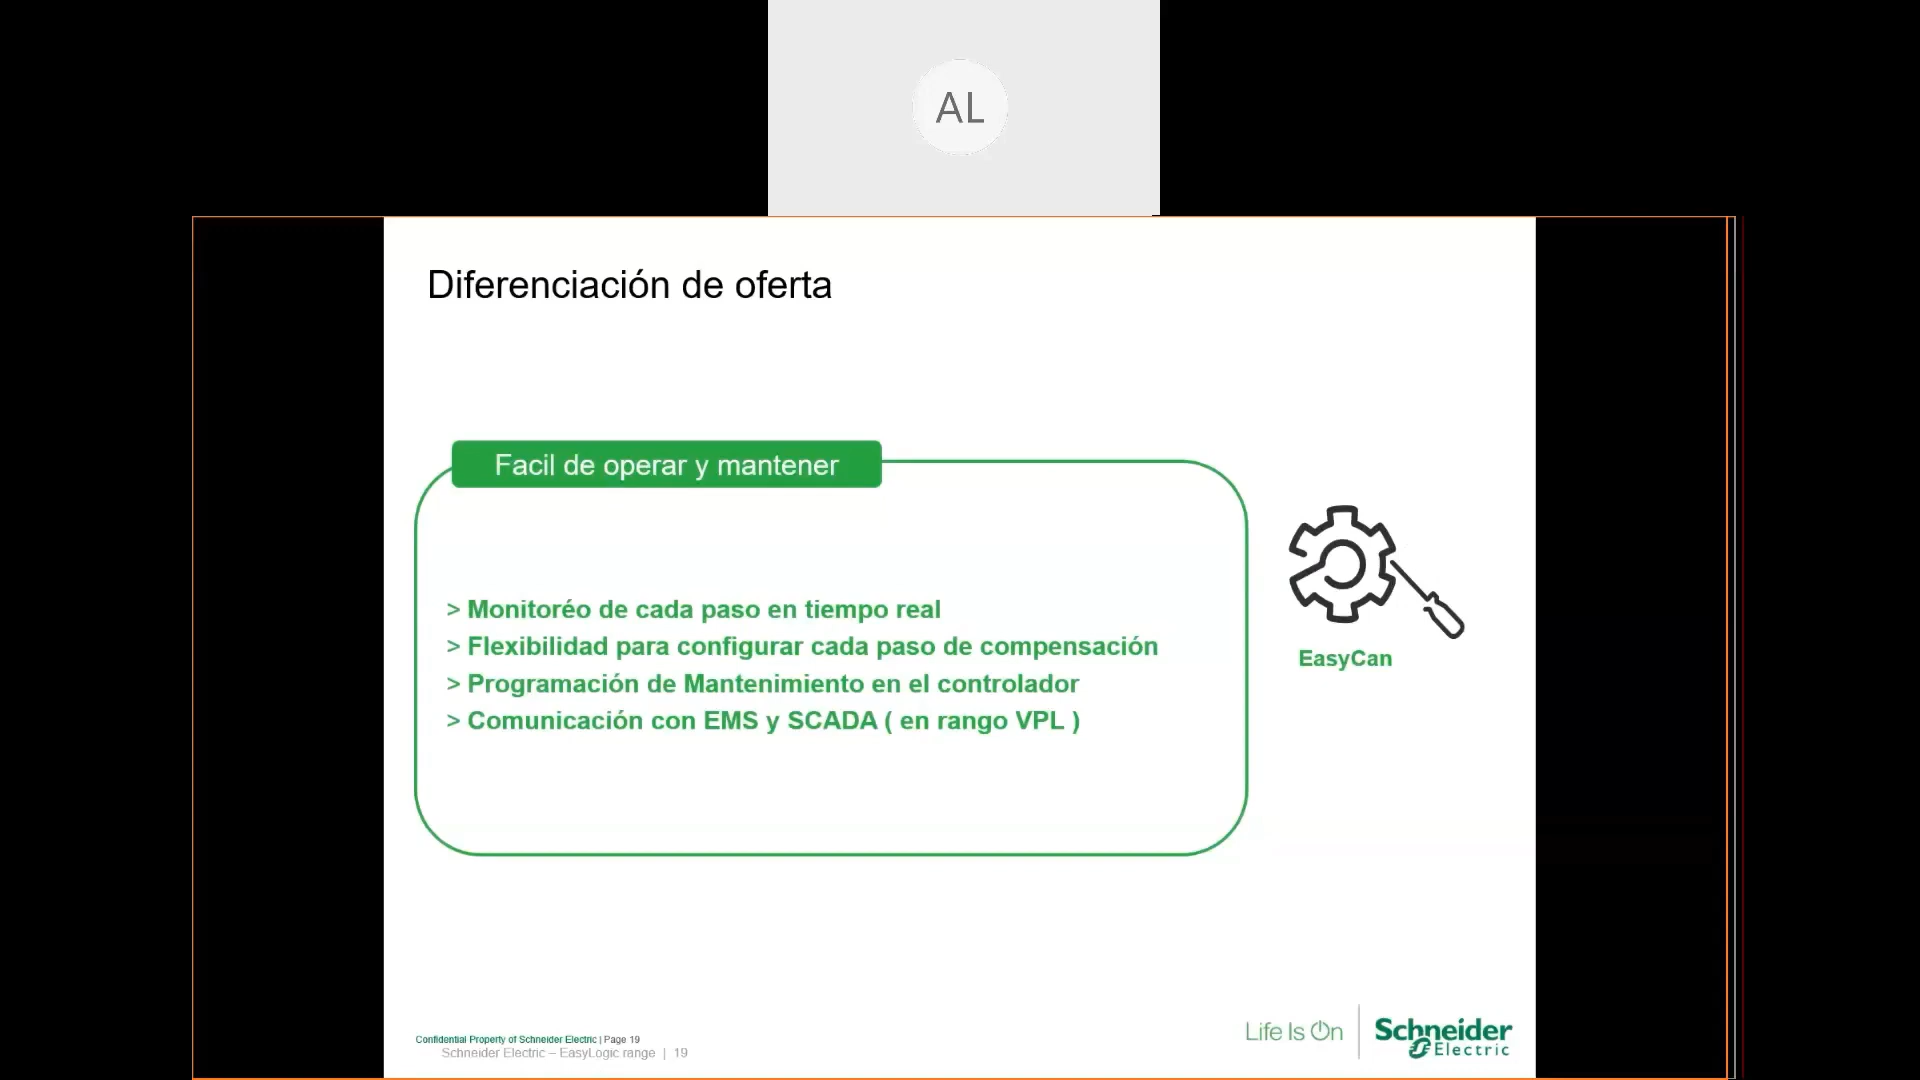 AL
Diferenciación de oferta
Facil de operar y mantener
> Monitoréo de cada paso en tiempo real
> Flexibilidad para configurar cada paso de compensación
> Programación de Mantenimiento en el controlador
> Comunicación con EMS y SCADA ( en rango VPL )
EasyCan
Confidential Property of Schneider Electric | Page 19
Schneider Electric – EasyLogic range | 19
Life Is On
Schneider
Electric